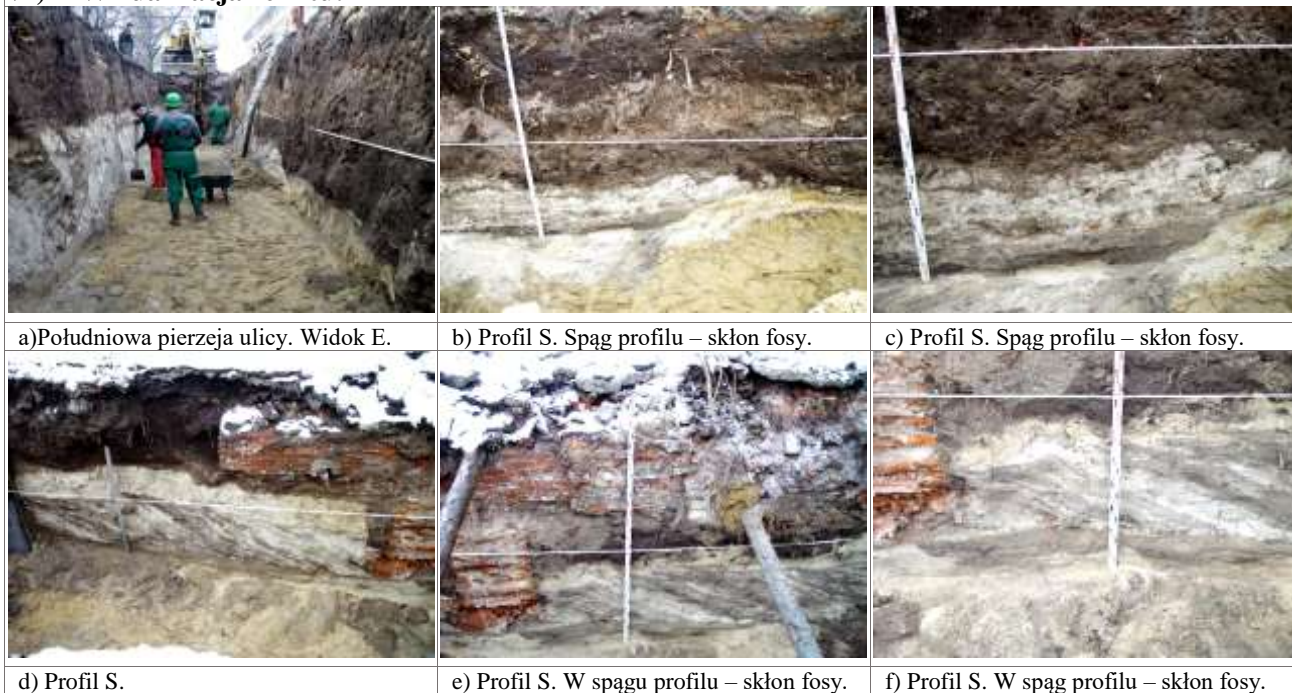 a)Południowa pierzeja ulicy. Widok E.
b) Profil S. Spąg profilu – skłon fosy.
c) Profil S. Spąg profilu – skłon fosy.
d) Profil S.
e) Profil S. W spągu profilu – skłon fosy.
f) Profil S. W spąg profilu – skłon fosy.